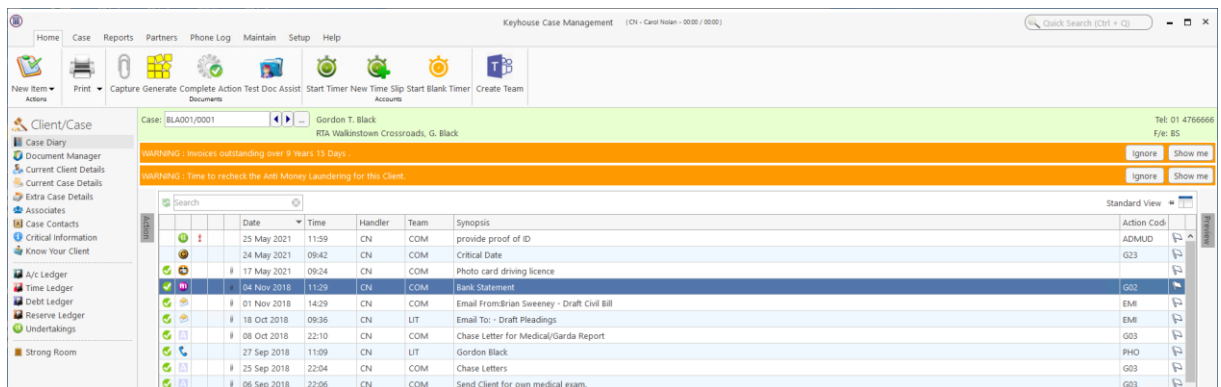 Keyhouse Case Management (CN - Carol Nolan - 00:00 / 00:00)
Quick Search (Ctrl + Q)
Home Case Reports Partners Phone Log Maintain Setup Help
New Item Print Capture Generate Complete Action Test Doc Assist Start Timer New Time Slip Start Blank Timer Create Team
Actions Documents Accounts
Client/Case
Case Diary
Document Manager
Current Client Details
Current Case Details
Extra Case Details
Associates
Case Contacts
Critical Information
Know Your Client
A/c Ledger
Time Ledger
Debt Ledger
Reserve Ledger
Undertakings
Strong Room
Case: BLA001/0001 ... Gordon T. Black Tel: 01 4766666
RTA Walkinstown Crossroads, G. Black F/e: BS
WARNING : Invoices outstanding over 9 Years 15 Days . Ignore Show me
WARNING : Time to recheck the Anti Money Laundering for this Client. Ignore Show me
Search Standard View
Action
Preview
Date Time Handler Team Synopsis Action Code
25 May 2021 11:59 CN COM provide proof of ID ADMUD
24 May 2021 09:42 CN COM Critical Date G23
17 May 2021 09:24 CN COM Photo card driving licence
04 Nov 2018 11:29 CN COM Bank Statement G02
01 Nov 2018 14:29 CN COM Email From:Brian Sweeney - Draft Civil Bill EMI
18 Oct 2018 09:36 CN LIT Email To: - Draft Pleadings EMI
08 Oct 2018 22:10 CN COM Chase Letter for Medical/Garda Report G03
27 Sep 2018 11:09 CN LIT Gordon Black PHO
25 Sep 2018 22:04 CN COM Chase Letters G03
06 Sep 2018 22:06 CN COM Send Client for own medical exam. G03